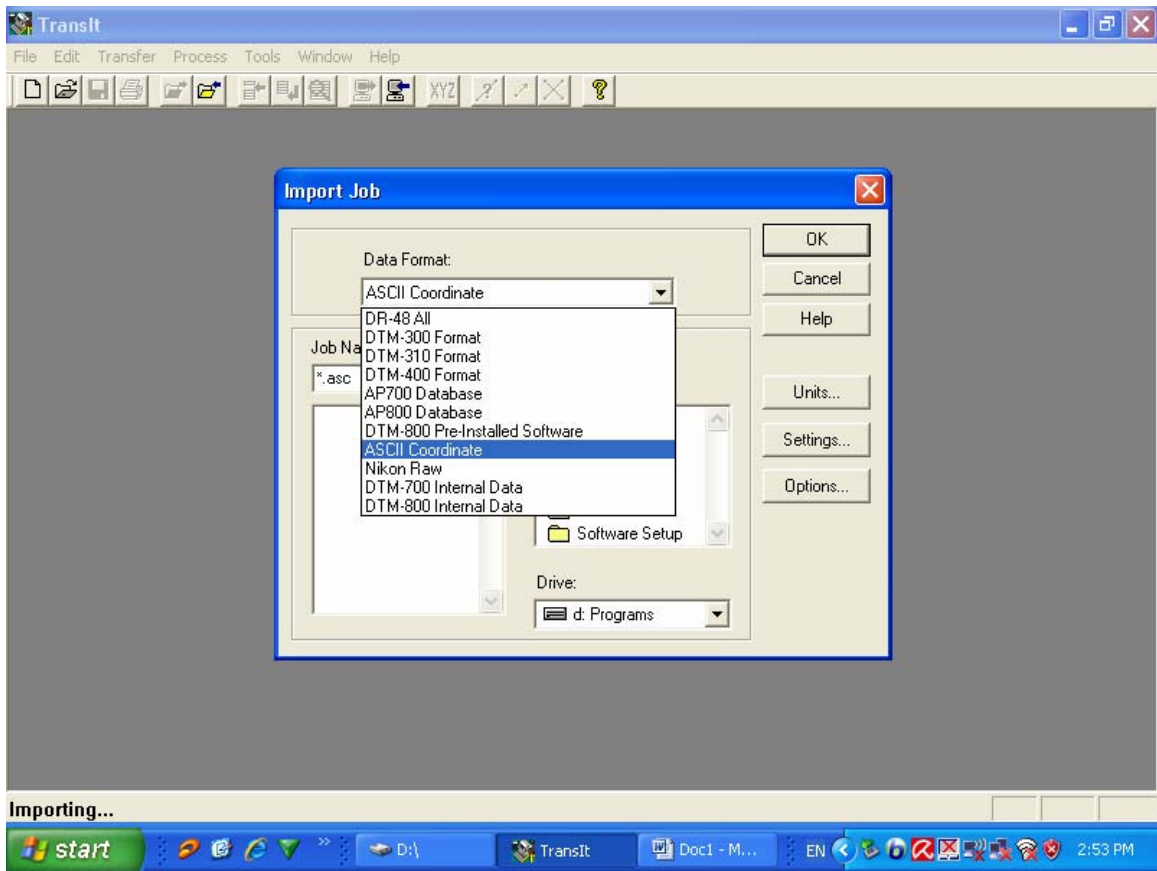 TransIt
File Edit Transfer Process Tools Window Help
XYZ
Import Job
Data Format:
ASCII Coordinate
DR-48 All
DTM-300 Format
DTM-310 Format
DTM-400 Format
AP700 Database
AP800 Database
DTM-800 Pre-Installed Software
ASCII Coordinate
Nikon Raw
DTM-700 Internal Data
DTM-800 Internal Data
Job Na
*.asc
Software Setup
Drive:
d: Programs
OK
Cancel
Help
Units...
Settings...
Options...
Importing...
start D:\ TransIt Doc1 - M... EN 2:53 PM